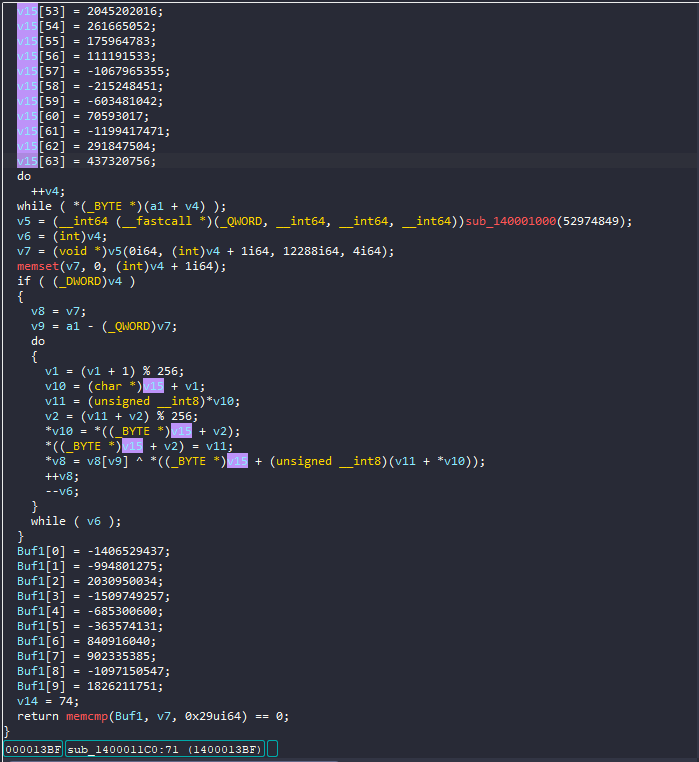 v15[53] = 2045202016;
v15[54] = 261665052;
v15[55] = 175964783;
v15[56] = 111191533;
v15[57] = -1067965355;
v15[58] = -215248451;
v15[59] = -603481042;
v15[60] = 70593017;
v15[61] = -1199417471;
v15[62] = 291847504;
v15[63] = 437320756;
do
++v4;
while ( *(_BYTE *)(a1 + v4) );
v5 = (__int64 (__fastcall *)(_QWORD, __int64, __int64, __int64))sub_140001000(52974849);
v6 = (int)v4;
v7 = (void *)v5(0i64, (int)v4 + 1i64, 12288i64, 4i64);
memset(v7, 0, (int)v4 + 1i64);
if ( (_DWORD)v4 )
{
v8 = v7;
v9 = a1 - (_QWORD)v7;
do
{
v1 = (v1 + 1) % 256;
v10 = (char *)v15 + v1;
v11 = (unsigned __int8)*v10;
v2 = (v11 + v2) % 256;
*v10 = *((_BYTE *)v15 + v2);
*((_BYTE *)v15 + v2) = v11;
*v8 = v8[v9] ^ *((_BYTE *)v15 + (unsigned __int8)(v11 + *v10));
++v8;
--v6;
}
while ( v6 );
}
Buf1[0] = -1406529437;
Buf1[1] = -994801275;
Buf1[2] = 2030950034;
Buf1[3] = -1509749257;
Buf1[4] = -685300600;
Buf1[5] = -363574131;
Buf1[6] = 840916040;
Buf1[7] = 902335385;
Buf1[8] = -1097150547;
Buf1[9] = 1826211751;
v14 = 74;
return memcmp(Buf1, v7, 0x29ui64) == 0;
}
000013BF sub_1400011C0:71 (1400013BF)